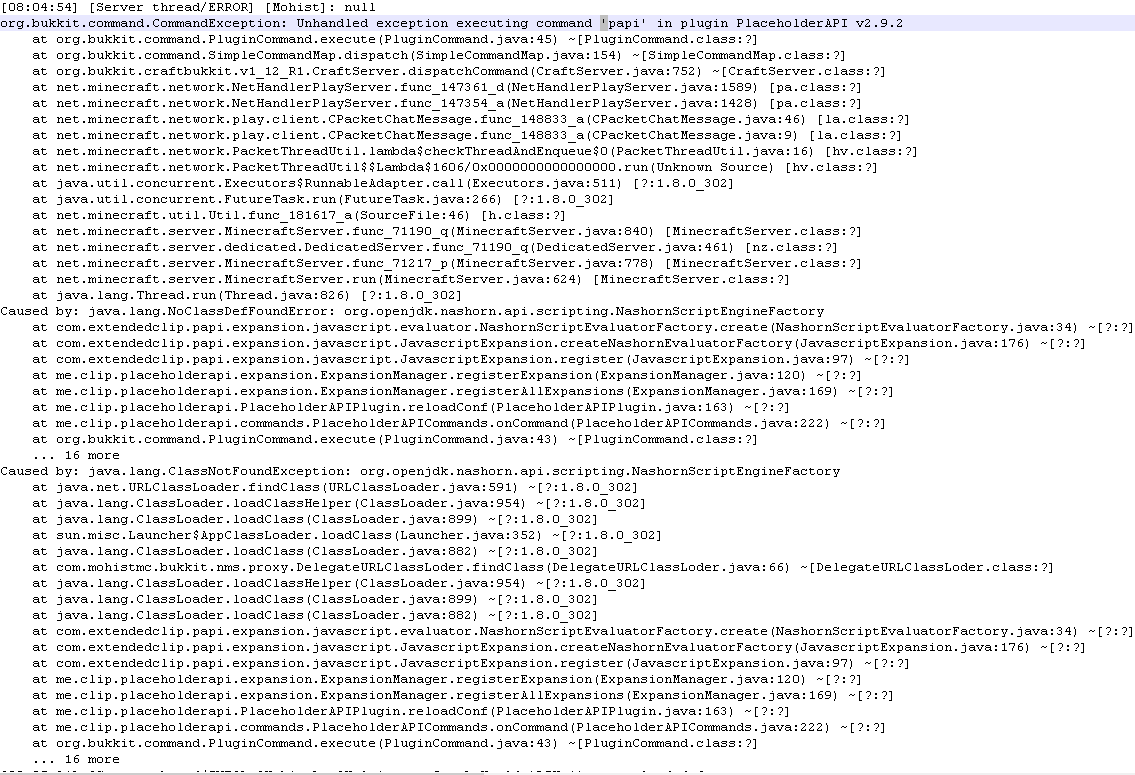 [08:04:54] [Server thread/ERROR] [Mohist]: null
org.bukkit.command.CommandException: Unhandled exception executing command 'papi' in plugin PlaceholderAPI v2.9.2
    at org.bukkit.command.PluginCommand.execute(PluginCommand.java:45) ~[PluginCommand.class:?]
    at org.bukkit.command.SimpleCommandMap.dispatch(SimpleCommandMap.java:154) ~[SimpleCommandMap.class:?]
    at org.bukkit.craftbukkit.v1_12_R1.CraftServer.dispatchCommand(CraftServer.java:752) ~[CraftServer.class:?]
    at net.minecraft.network.NetHandlerPlayServer.func_147361_d(NetHandlerPlayServer.java:1589) [pa.class:?]
    at net.minecraft.network.NetHandlerPlayServer.func_147354_a(NetHandlerPlayServer.java:1428) [pa.class:?]
    at net.minecraft.network.play.client.CPacketChatMessage.func_148833_a(CPacketChatMessage.java:46) [la.class:?]
    at net.minecraft.network.play.client.CPacketChatMessage.func_148833_a(CPacketChatMessage.java:9) [la.class:?]
    at net.minecraft.network.PacketThreadUtil.lambda$checkThreadAndEnqueue$0(PacketThreadUtil.java:16) [hv.class:?]
    at net.minecraft.network.PacketThreadUtil$$Lambda$1606/0x0000000000000000.run(Unknown Source) [hv.class:?]
    at java.util.concurrent.Executors$RunnableAdapter.call(Executors.java:511) [?:1.8.0_302]
    at java.util.concurrent.FutureTask.run(FutureTask.java:266) [?:1.8.0_302]
    at net.minecraft.util.Util.func_181617_a(SourceFile:46) [h.class:?]
    at net.minecraft.server.MinecraftServer.func_71190_q(MinecraftServer.java:840) [MinecraftServer.class:?]
    at net.minecraft.server.dedicated.DedicatedServer.func_71190_q(DedicatedServer.java:461) [nz.class:?]
    at net.minecraft.server.MinecraftServer.func_71217_p(MinecraftServer.java:778) [MinecraftServer.class:?]
    at net.minecraft.server.MinecraftServer.run(MinecraftServer.java:624) [MinecraftServer.class:?]
    at java.lang.Thread.run(Thread.java:826) [?:1.8.0_302]
Caused by: java.lang.NoClassDefFoundError: org.openjdk.nashorn.api.scripting.NashornScriptEngineFactory
    at com.extendedclip.papi.expansion.javascript.evaluator.NashornScriptEvaluatorFactory.create(NashornScriptEvaluatorFactory.java:34) ~[?:?]
    at com.extendedclip.papi.expansion.javascript.JavascriptExpansion.createNashornEvaluatorFactory(JavascriptExpansion.java:176) ~[?:?]
    at com.extendedclip.papi.expansion.javascript.JavascriptExpansion.register(JavascriptExpansion.java:97) ~[?:?]
    at me.clip.placeholderapi.expansion.ExpansionManager.registerExpansion(ExpansionManager.java:120) ~[?:?]
    at me.clip.placeholderapi.expansion.ExpansionManager.registerAllExpansions(ExpansionManager.java:169) ~[?:?]
    at me.clip.placeholderapi.PlaceholderAPIPlugin.reloadConf(PlaceholderAPIPlugin.java:163) ~[?:?]
    at me.clip.placeholderapi.commands.PlaceholderAPICommands.onCommand(PlaceholderAPICommands.java:222) ~[?:?]
    at org.bukkit.command.PluginCommand.execute(PluginCommand.java:43) ~[PluginCommand.class:?]
    ... 16 more
Caused by: java.lang.ClassNotFoundException: org.openjdk.nashorn.api.scripting.NashornScriptEngineFactory
    at java.net.URLClassLoader.findClass(URLClassLoader.java:591) ~[?:1.8.0_302]
    at java.lang.ClassLoader.loadClassHelper(ClassLoader.java:954) ~[?:1.8.0_302]
    at java.lang.ClassLoader.loadClass(ClassLoader.java:899) ~[?:1.8.0_302]
    at sun.misc.Launcher$AppClassLoader.loadClass(Launcher.java:352) ~[?:1.8.0_302]
    at java.lang.ClassLoader.loadClass(ClassLoader.java:882) ~[?:1.8.0_302]
    at com.mohistmc.bukkit.nms.proxy.DelegateURLClassLoder.findClass(DelegateURLClassLoder.java:66) ~[DelegateURLClassLoder.class:?]
    at java.lang.ClassLoader.loadClassHelper(ClassLoader.java:954) ~[?:1.8.0_302]
    at java.lang.ClassLoader.loadClass(ClassLoader.java:899) ~[?:1.8.0_302]
    at java.lang.ClassLoader.loadClass(ClassLoader.java:882) ~[?:1.8.0_302]
    at com.extendedclip.papi.expansion.javascript.evaluator.NashornScriptEvaluatorFactory.create(NashornScriptEvaluatorFactory.java:34) ~[?:?]
    at com.extendedclip.papi.expansion.javascript.JavascriptExpansion.createNashornEvaluatorFactory(JavascriptExpansion.java:176) ~[?:?]
    at com.extendedclip.papi.expansion.javascript.JavascriptExpansion.register(JavascriptExpansion.java:97) ~[?:?]
    at me.clip.placeholderapi.expansion.ExpansionManager.registerExpansion(ExpansionManager.java:120) ~[?:?]
    at me.clip.placeholderapi.expansion.ExpansionManager.registerAllExpansions(ExpansionManager.java:169) ~[?:?]
    at me.clip.placeholderapi.PlaceholderAPIPlugin.reloadConf(PlaceholderAPIPlugin.java:163) ~[?:?]
    at me.clip.placeholderapi.commands.PlaceholderAPICommands.onCommand(PlaceholderAPICommands.java:222) ~[?:?]
    at org.bukkit.command.PluginCommand.execute(PluginCommand.java:43) ~[PluginCommand.class:?]
    ... 16 more